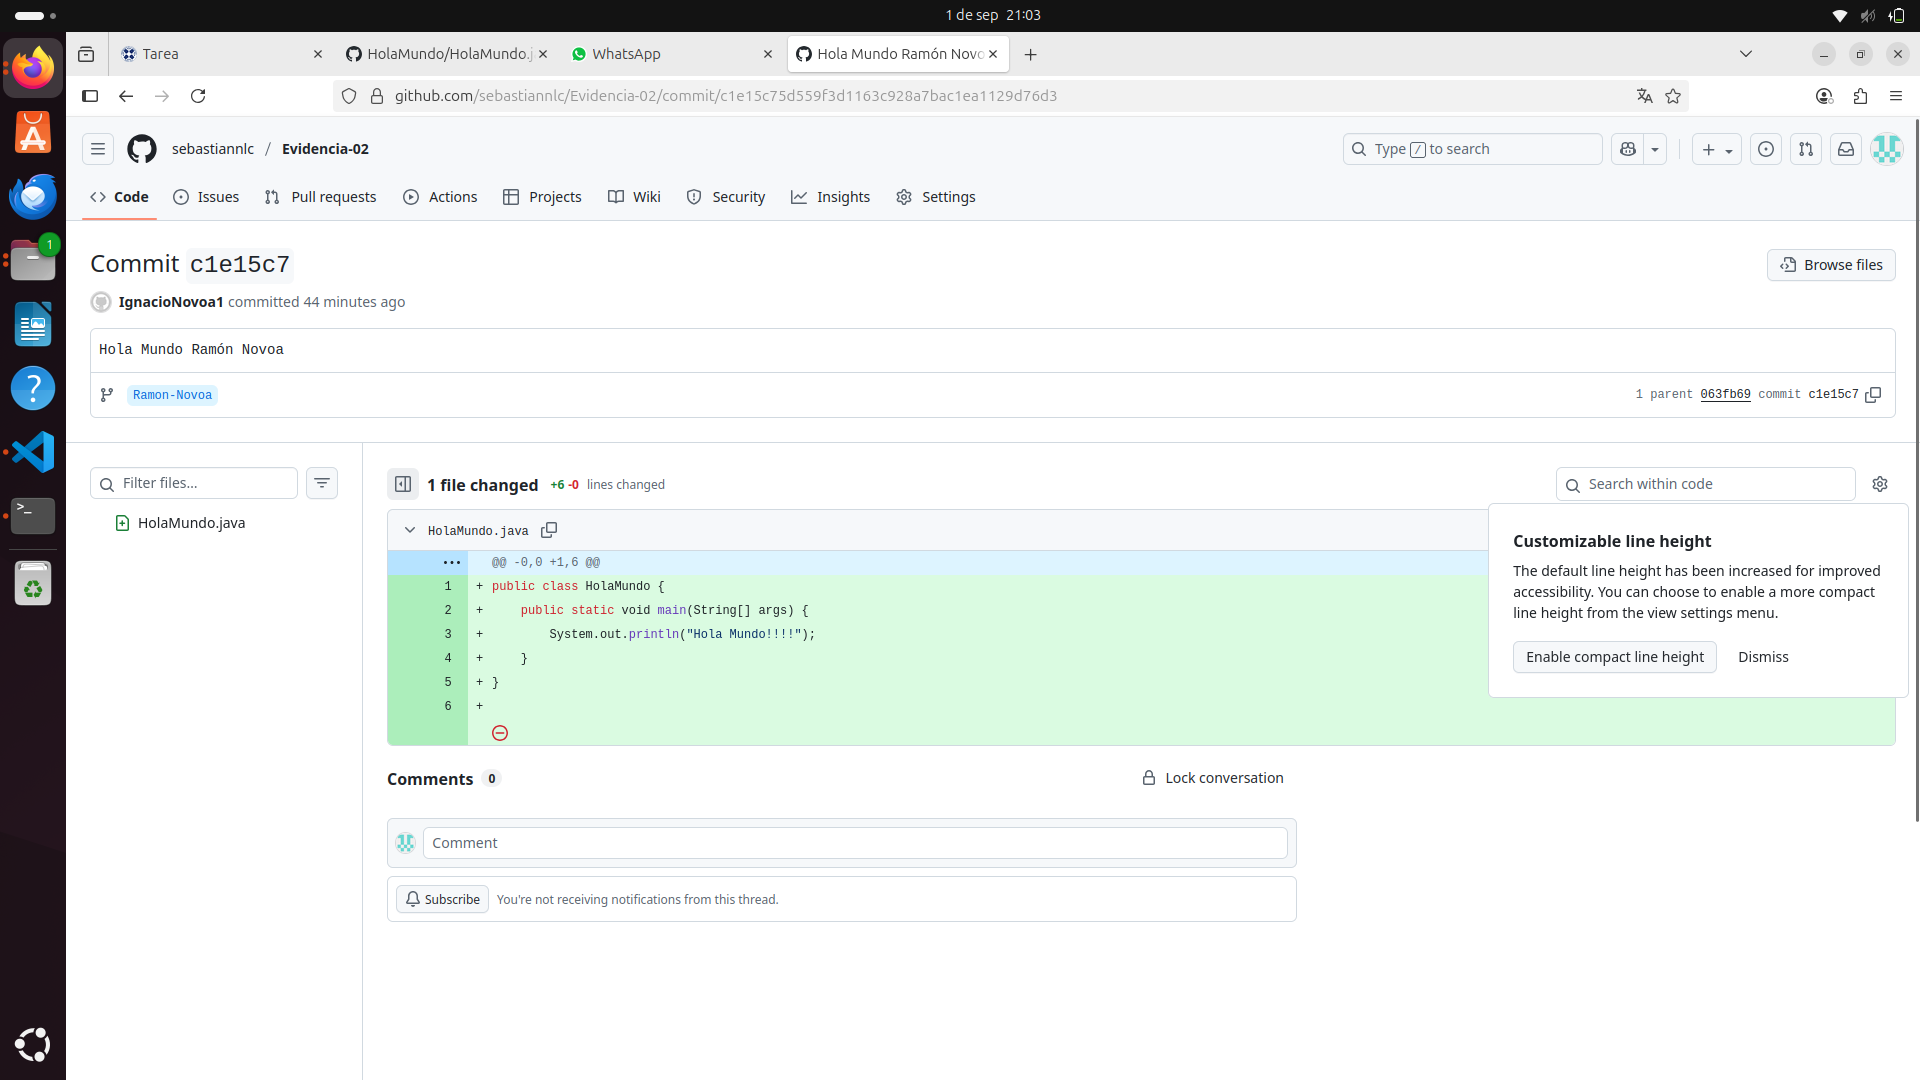 1 de sep 21:03
Tarea
HolaMundo/HolaMundo.j
WhatsApp
Hola Mundo Ramón Novo
github.com/sebastiannlc/Evidencia-02/commit/c1e15c75d559f3d1163c928a7bac1ea1129d76d3
sebastiannlc / Evidencia-02
Type / to search
Code
Issues
Pull requests
Actions
Projects
Wiki
Security
Insights
Settings
Commit c1e15c7
Browse files
IgnacioNovoa1 committed 44 minutes ago
Hola Mundo Ramón Novoa
Ramon-Novoa
1 parent 063fb69 commit c1e15c7
Filter files...
HolaMundo.java
1 file changed +6 -0 lines changed
Search within code
HolaMundo.java
@@ -0,0 +1,6 @@
1 + public class HolaMundo {
2 + public static void main(String[] args) {
3 + System.out.println("Hola Mundo!!!!");
4 + }
5 + }
6 +
Customizable line height
The default line height has been increased for improved
accessibility. You can choose to enable a more compact
line height from the view settings menu.
Enable compact line height
Dismiss
Comments 0
Lock conversation
Comment
Subscribe
You're not receiving notifications from this thread.
1